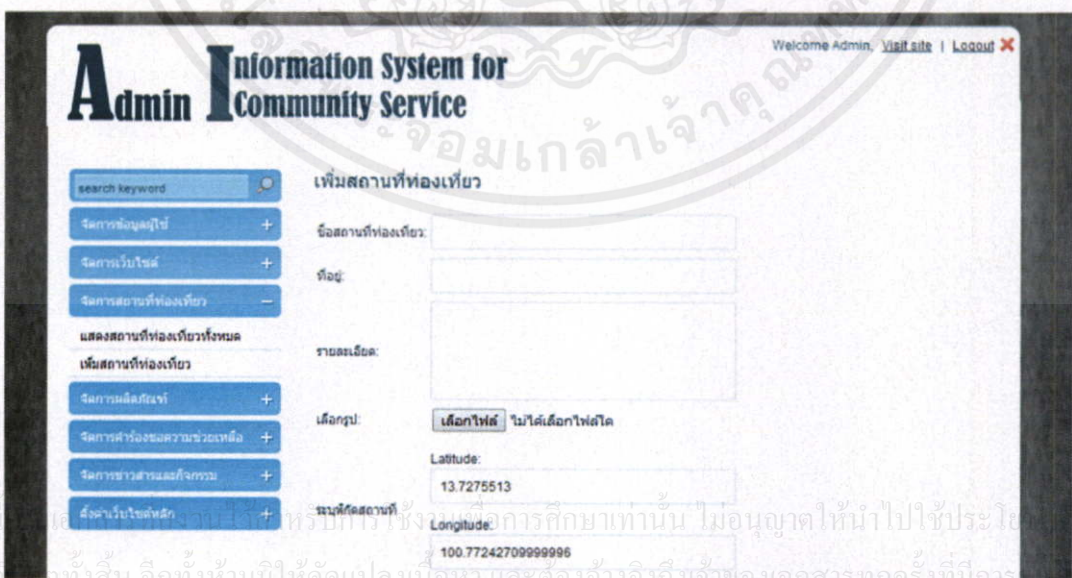 Welcome Admin, Visit site | Logout
Admin Information System for Community Service
จอมเกล้าเจ้าคุณท
search keyword
จัดการข้อมูลผู้ใช้ +
จัดการเว็บไซต์ +
จัดการสถานที่ท่องเที่ยว −
แสดงสถานที่ท่องเที่ยวทั้งหมด
เพิ่มสถานที่ท่องเที่ยว
จัดการผลิตภัณฑ์ +
จัดการคำร้องขอความช่วยเหลือ +
จัดการข่าวสารและกิจกรรม +
ตั้งค่าเว็บไซต์หลัก +
เพิ่มสถานที่ท่องเที่ยว
ชื่อสถานที่ท่องเที่ยว:
ที่อยู่:
รายละเอียด:
เลือกรูป: เลือกไฟล์ ไม่ได้เลือกไฟล์ใด
Latitude:
13.7275513
ระบุพิกัดสถานที่
Longitude:
100.77242709999996
หรับการใช้งานเพื่อการศึกษาเท่านั้น ไม่อนุญาตให้นำไปใช้ประโย
ทั้งสิ้น อีกทั้งห้ามมิให้ดัดแปลงเนื้อหา และต้องอ้างอิงถึงเจ้าของเอกสารทุกครั้งที่มีการ